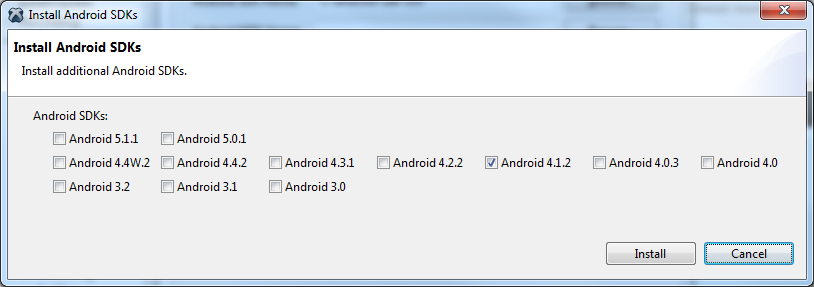 Install Android SDKs
Install Android SDKs
Install additional Android SDKs.
Android SDKs:
Android 5.1.1 Android 5.0.1
Android 4.4W.2 Android 4.4.2 Android 4.3.1 Android 4.2.2 Android 4.1.2 Android 4.0.3 Android 4.0
Android 3.2 Android 3.1 Android 3.0
Install Cancel